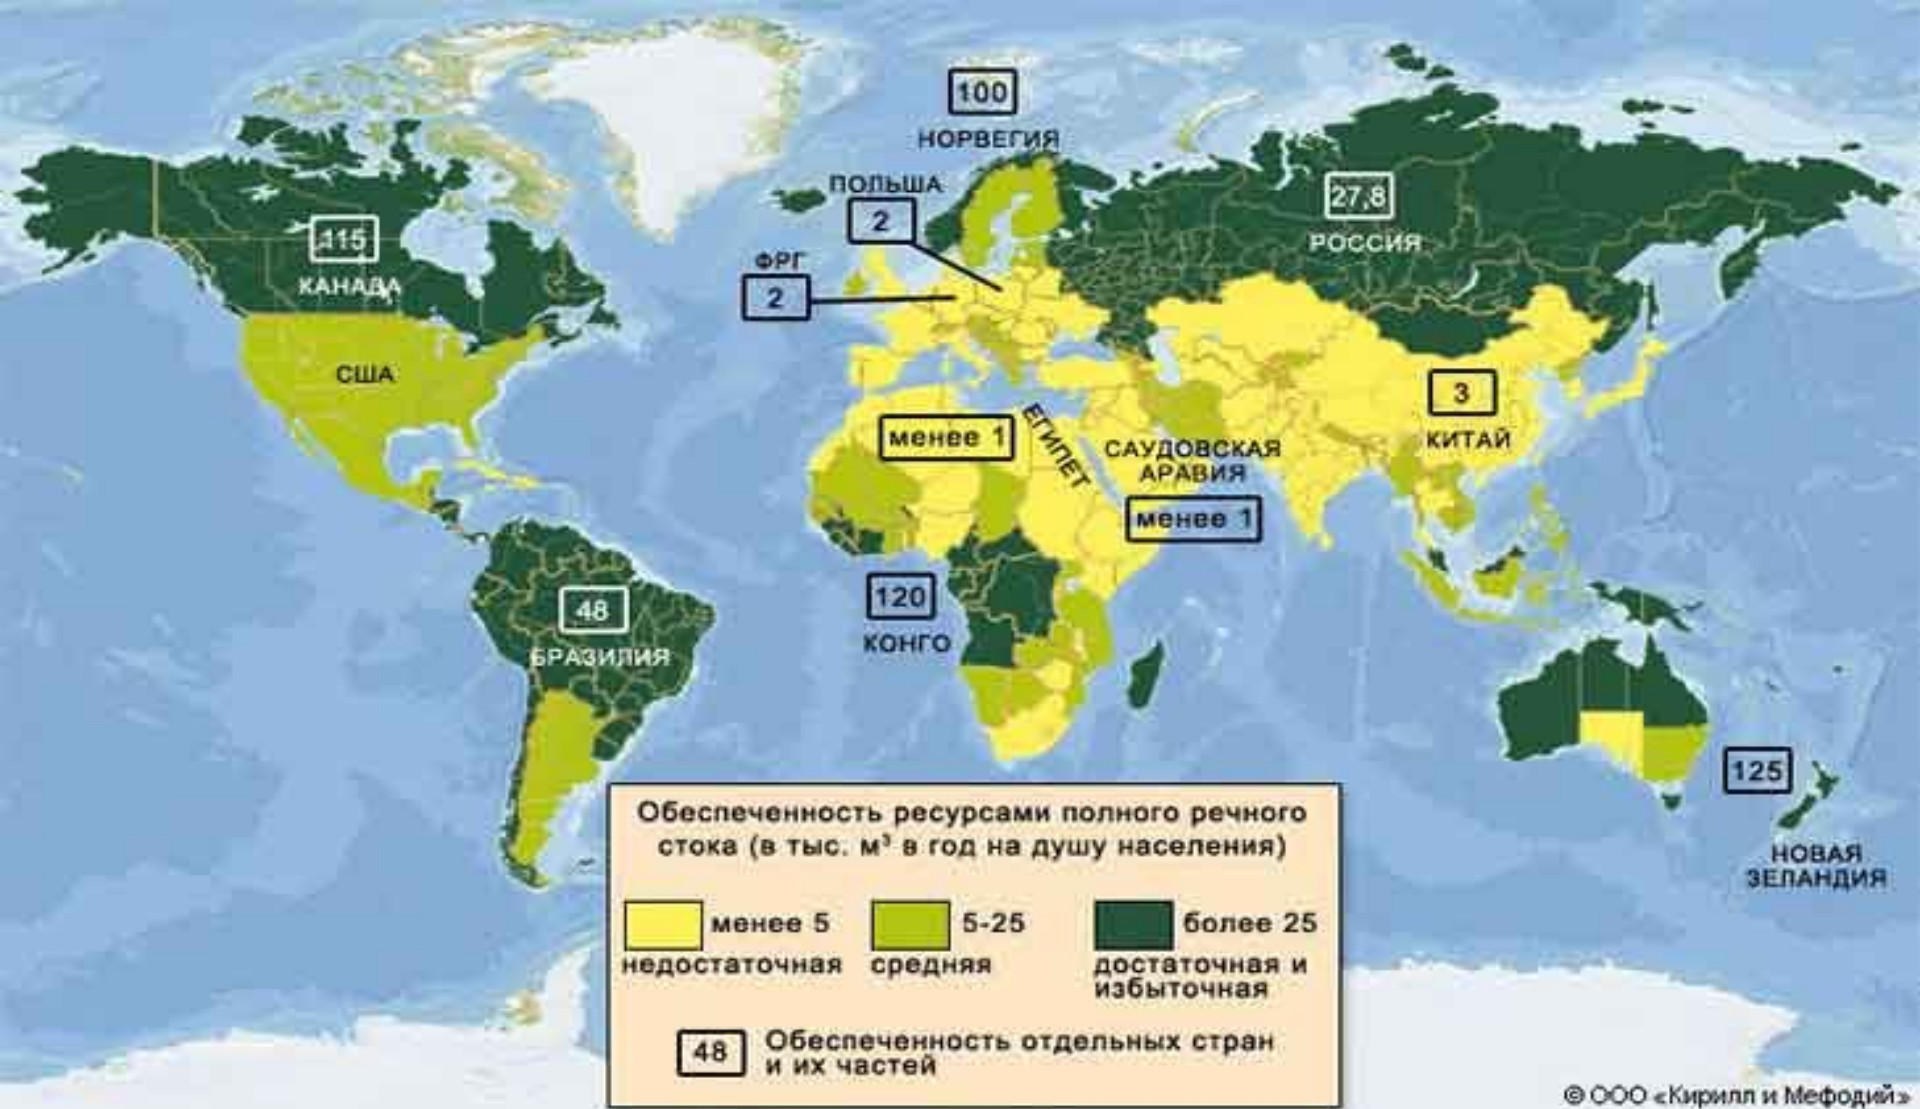 100
НОРВЕГИЯ
ПОЛЬША
2
27,8
РОССИЯ
115
КАНАДА
ФРГ
2
США
3
КИТАЙ
менее 1
ЕГИПЕТ
САУДОВСКАЯ
АРАВИЯ
менее 1
120
КОНГО
48
БРАЗИЛИЯ
125
НОВАЯ
ЗЕЛАНДИЯ
Обеспеченность ресурсами полного речного
стока (в тыс. м³ в год на душу населения)
менее 5
недостаточная
5-25
средняя
более 25
достаточная и
избыточная
48
Обеспеченность отдельных стран
и их частей
© ООО «Кирилл и Мефодий»